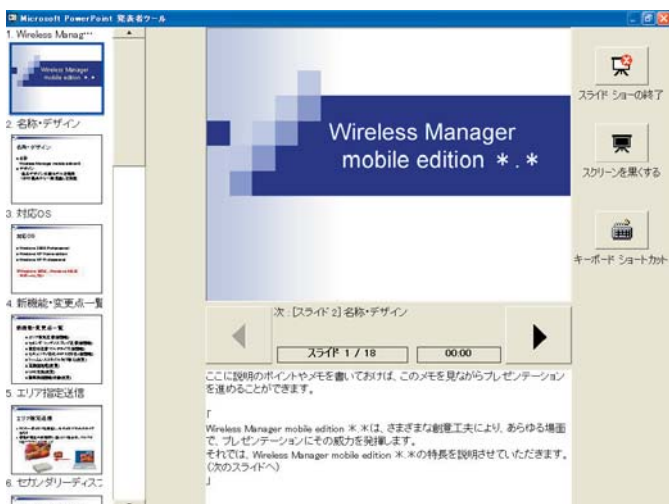 Microsoft PowerPoint 発表者ツール
1. Wireless Manag…
Wireless Manager
mobile edition *.*
2. 名称・デザイン
名称・デザイン
3. 対応OS
対応OS
4. 新機能・変更点一覧
新機能・変更点一覧
5. エリア指定送信
エリア指定送信
6. セカンダリーディスプ
Wireless Manager
mobile edition *.*
次 : [スライド 2] 名称・デザイン
スライド 1 / 18
00:00
ここに説明のポイントやメモを書いておけば、このメモを見ながらプレゼンテーション
を進めることができます。
「
Wireless Manager mobile edition *.*は、さまざまな創意工夫により、あらゆる場面
で、プレゼンテーションにその威力を発揮します。
それでは、Wireless Manager mobile edition *.*の特長を説明させていただきます。
(次のスライドへ)
」
スライド ショーの終了
スクリーンを黒くする
キーボード ショートカット